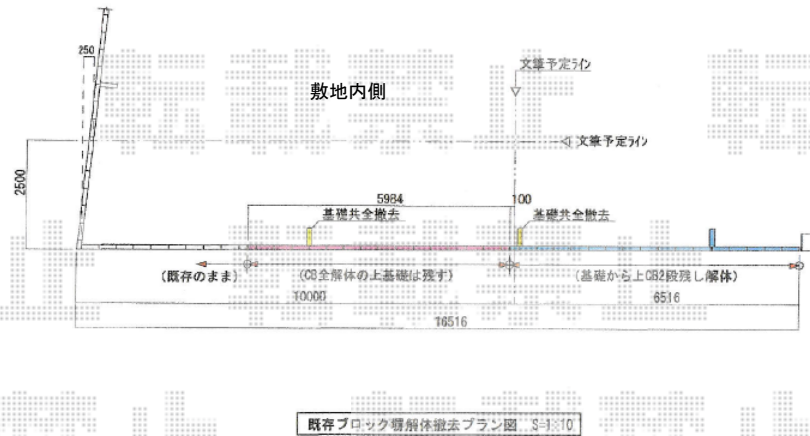 250
文筆予定ライン
敷地内側
文筆予定ライン
2500
5984
100
基礎共全撤去
基礎共全撤去
(既存のまま)
(CB全解体の上基礎は残す)
(基礎から上CB2段残し解体)
10000
6516
16516
既存ブロック塀解体撤去プラン図 S=1:10